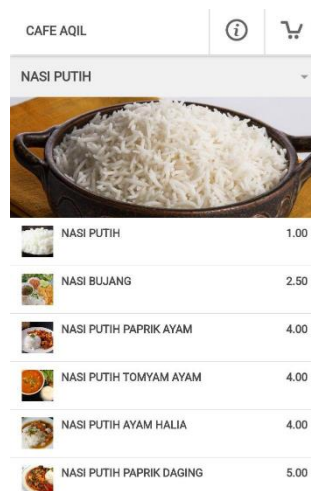 CAFE AQIL
NASI PUTIH
NASI PUTIH 1.00
NASI BUJANG 2.50
NASI PUTIH PAPRIK AYAM 4.00
NASI PUTIH TOMYAM AYAM 4.00
NASI PUTIH AYAM HALIA 4.00
NASI PUTIH PAPRIK DAGING 5.00